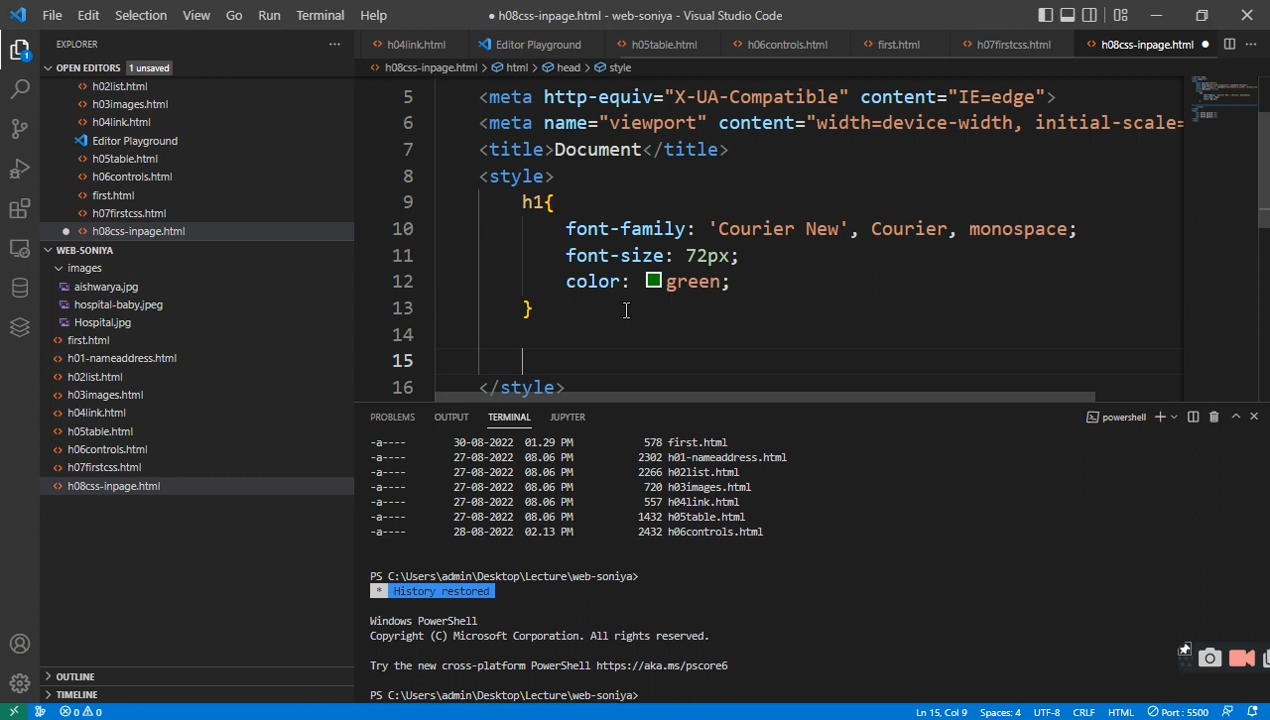 File Edit Selection View Go Run Terminal Help
● h08css-inpage.html - web-soniya - Visual Studio Code
EXPLORER
OPEN EDITORS 1 unsaved
h02list.html
h03images.html
h04link.html
Editor Playground
h05table.html
h06controls.html
first.html
h07firstcss.html
h08css-inpage.html
WEB-SONIYA
images
aishwarya.jpg
hospital-baby.jpeg
Hospital.jpg
first.html
h01-nameaddress.html
h02list.html
h03images.html
h04link.html
h05table.html
h06controls.html
h07firstcss.html
h08css-inpage.html
OUTLINE
TIMELINE
h04link.html Editor Playground h05table.html h06controls.html first.html h07firstcss.html h08css-inpage.html
h08css-inpage.html > html > head > style
5 <meta http-equiv="X-UA-Compatible" content="IE=edge">
6 <meta name="viewport" content="width=device-width, initial-scale=
7 <title>Document</title>
8 <style>
9 h1{
10 font-family: 'Courier New', Courier, monospace;
11 font-size: 72px;
12 color: green;
13 }
14
15
16 </style>
PROBLEMS OUTPUT TERMINAL JUPYTER
powershell
-a---- 30-08-2022 01.29 PM 578 first.html
-a---- 27-08-2022 08.06 PM 2302 h01-nameaddress.html
-a---- 27-08-2022 08.06 PM 2266 h02list.html
-a---- 27-08-2022 08.06 PM 720 h03images.html
-a---- 27-08-2022 08.06 PM 557 h04link.html
-a---- 27-08-2022 08.06 PM 1432 h05table.html
-a---- 28-08-2022 02.13 PM 2432 h06controls.html
PS C:\Users\admin\Desktop\Lecture\web-soniya>
* History restored
Windows PowerShell
Copyright (C) Microsoft Corporation. All rights reserved.
Try the new cross-platform PowerShell https://aka.ms/pscore6
PS C:\Users\admin\Desktop\Lecture\web-soniya>
0 0 Ln 15, Col 9 Spaces: 4 UTF-8 CRLF HTML Port : 5500